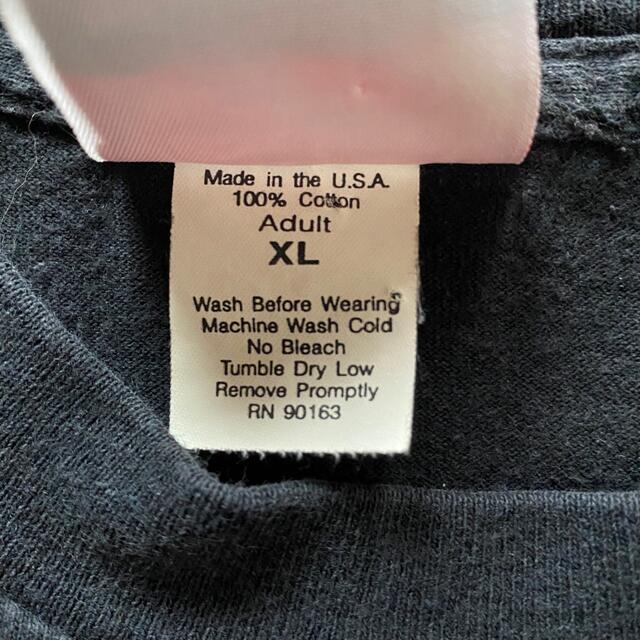 Made in the U.S.A.
100% Cotton
Adult
XL
Wash Before Wearing
Machine Wash Cold
No Bleach
Tumble Dry Low
Remove Promptly
RN 90163